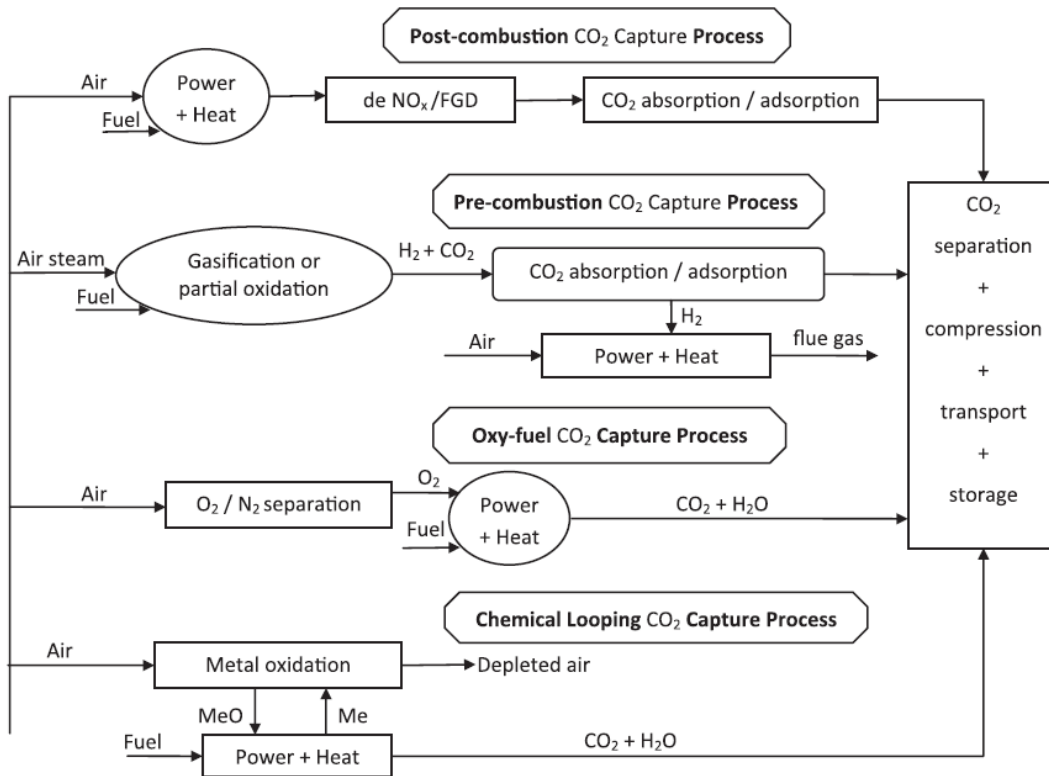 Post-combustion CO₂ Capture Process
Air
Fuel
Power
+ Heat
de NOₓ/FGD
CO₂ absorption / adsorption
Pre-combustion CO₂ Capture Process
Air steam
Fuel
Gasification or
partial oxidation
H₂ + CO₂
CO₂ absorption / adsorption
H₂
Air
Power + Heat
flue gas
Oxy-fuel CO₂ Capture Process
Air
O₂ / N₂ separation
O₂
Fuel
Power
+ Heat
CO₂ + H₂O
Chemical Looping CO₂ Capture Process
Air
Metal oxidation
Depleted air
MeO
Me
Fuel
Power + Heat
CO₂ + H₂O
CO₂
separation
+
compression
+
transport
+
storage